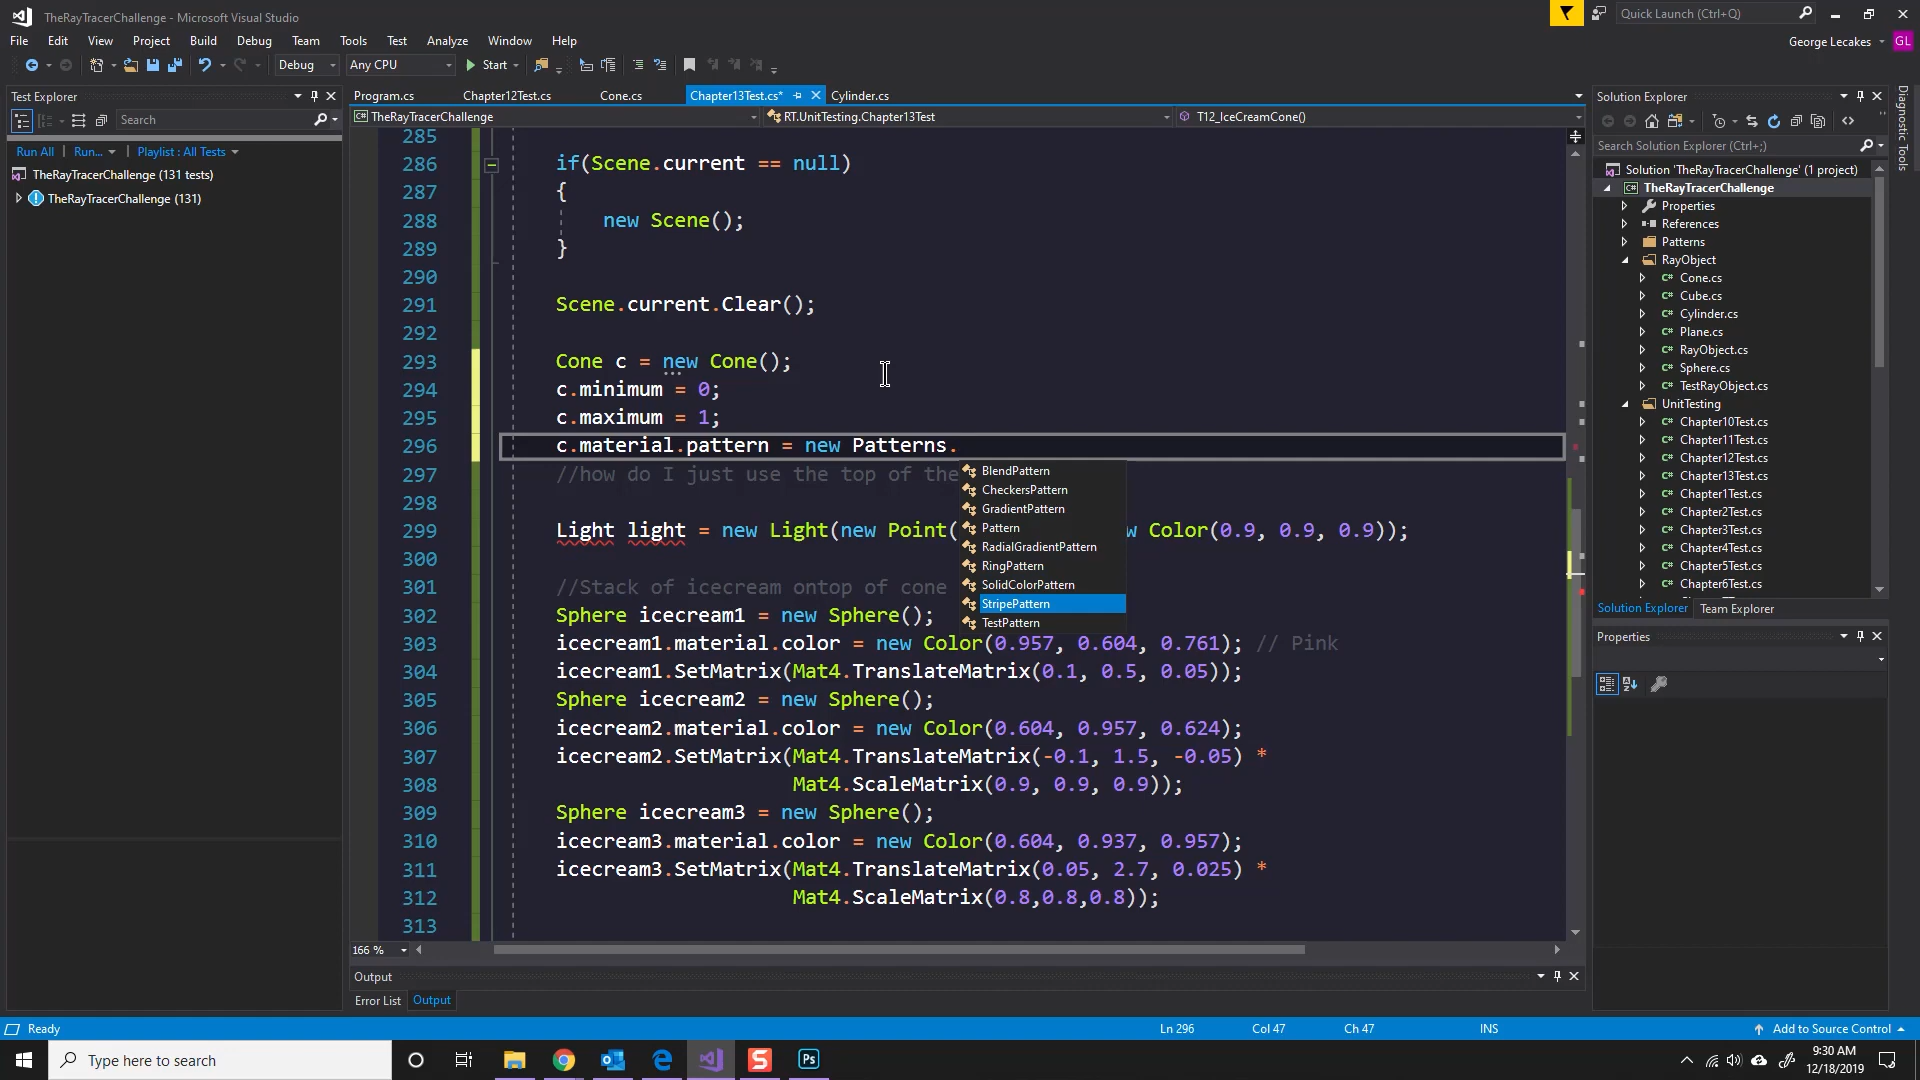 TheRayTracerChallenge - Microsoft Visual Studio
Quick Launch (Ctrl+Q)
File Edit View Project Build Debug Team Tools Test Analyze Window Help
George Lecakes GL
Debug Any CPU Start
Test Explorer
Search
Run All Run... Playlist : All Tests
TheRayTracerChallenge (131 tests)
TheRayTracerChallenge (131)
Program.cs Chapter12Test.cs Cone.cs Chapter13Test.cs* Cylinder.cs
TheRayTracerChallenge RT.UnitTesting.Chapter13Test T12_IceCreamCone()
285
286 if(Scene.current == null)
287 {
288 new Scene();
289 }
290
291 Scene.current.Clear();
292
293 Cone c = new Cone();
294 c.minimum = 0;
295 c.maximum = 1;
296 c.material.pattern = new Patterns.
297 //how do I just use the top of the
298
299 Light light = new Light(new Point( w Color(0.9, 0.9, 0.9));
300
301 //Stack of icecream ontop of cone
302 Sphere icecream1 = new Sphere();
303 icecream1.material.color = new Color(0.957, 0.604, 0.761); // Pink
304 icecream1.SetMatrix(Mat4.TranslateMatrix(0.1, 0.5, 0.05));
305 Sphere icecream2 = new Sphere();
306 icecream2.material.color = new Color(0.604, 0.957, 0.624);
307 icecream2.SetMatrix(Mat4.TranslateMatrix(-0.1, 1.5, -0.05) *
308 Mat4.ScaleMatrix(0.9, 0.9, 0.9));
309 Sphere icecream3 = new Sphere();
310 icecream3.material.color = new Color(0.604, 0.937, 0.957);
311 icecream3.SetMatrix(Mat4.TranslateMatrix(0.05, 2.7, 0.025) *
312 Mat4.ScaleMatrix(0.8,0.8,0.8));
313
BlendPattern
CheckersPattern
GradientPattern
Pattern
RadialGradientPattern
RingPattern
SolidColorPattern
StripePattern
TestPattern
166 %
Output
Error List Output
Solution Explorer
Search Solution Explorer (Ctrl+;)
Solution 'TheRayTracerChallenge' (1 project)
TheRayTracerChallenge
Properties
References
Patterns
RayObject
Cone.cs
Cube.cs
Cylinder.cs
Plane.cs
RayObject.cs
Sphere.cs
TestRayObject.cs
UnitTesting
Chapter10Test.cs
Chapter11Test.cs
Chapter12Test.cs
Chapter13Test.cs
Chapter1Test.cs
Chapter2Test.cs
Chapter3Test.cs
Chapter4Test.cs
Chapter5Test.cs
Chapter6Test.cs
Solution Explorer Team Explorer
Properties
Diagnostic Tools
Ready Ln 296 Col 47 Ch 47 INS Add to Source Control
Type here to search
S Ps
9:30 AM
12/18/2019